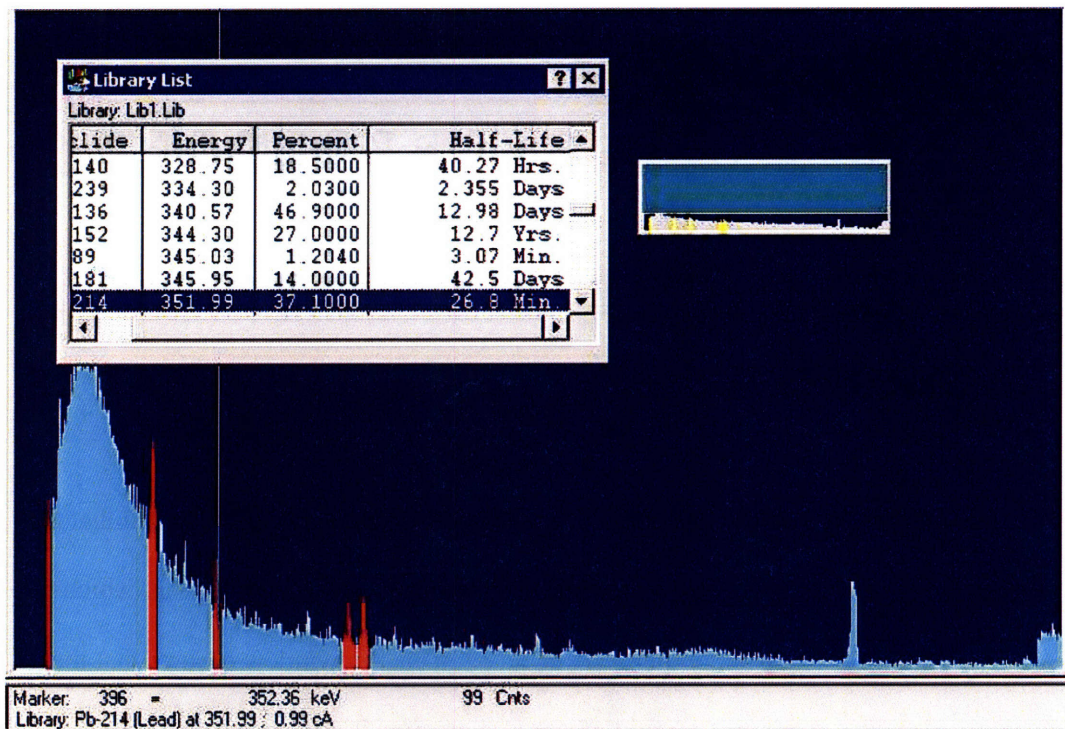 Library List
Library: Lib1.Lib
clide Energy Percent Half-Life
140 328.75 18.5000 40.27 Hrs.
239 334.30 2.0300 2.355 Days
136 340.57 46.9000 12.98 Days
152 344.30 27.0000 12.7 Yrs.
89 345.03 1.2040 3.07 Min.
181 345.95 14.0000 42.5 Days
214 351.99 37.1000 26.8 Min.
Marker: 396 = 352.36 keV 99 Cnts
Library: Pb-214 (Lead) at 351.99 ; 0.99 cA